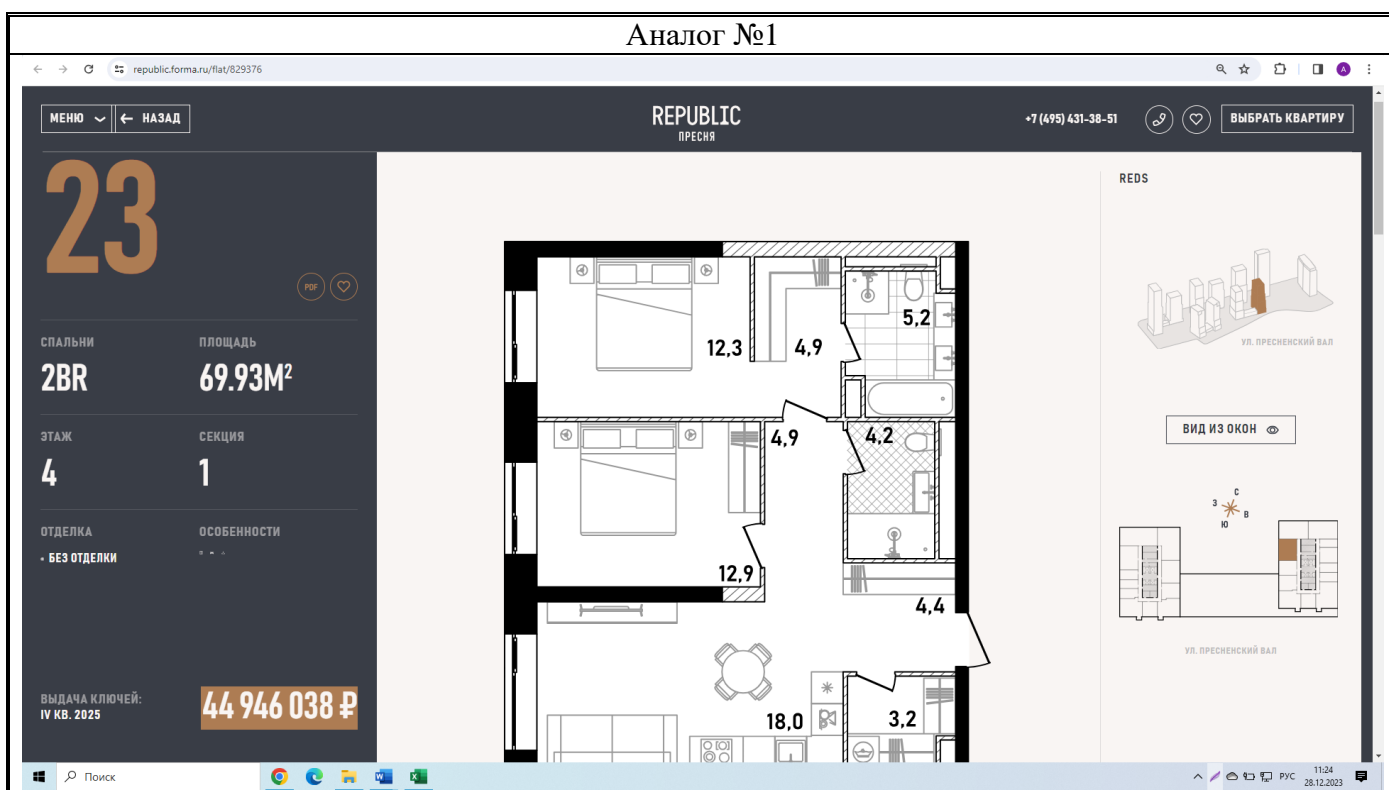 Аналог №1
republic.forma.ru/flat/829376
A
МЕНЮ
НАЗАД
REPUBLIC
ПРЕСНЯ
+7 (495) 431-38-51
ВЫБРАТЬ КВАРТИРУ
23
PDF
СПАЛЬНИ
ПЛОЩАДЬ
2BR
69.93М²
ЭТАЖ
СЕКЦИЯ
4
1
ОТДЕЛКА
ОСОБЕННОСТИ
• БЕЗ ОТДЕЛКИ
ВЫДАЧА КЛЮЧЕЙ:
IV КВ. 2025
44 946 038 ₽
12,3
4,9
5,2
4,9
4,2
12,9
4,4
18,0
3,2
REDS
УЛ. ПРЕСНЕНСКИЙ ВАЛ
ВИД ИЗ ОКОН
С
З
В
Ю
УЛ. ПРЕСНЕНСКИЙ ВАЛ
Поиск
РУС
11:24
28.12.2023